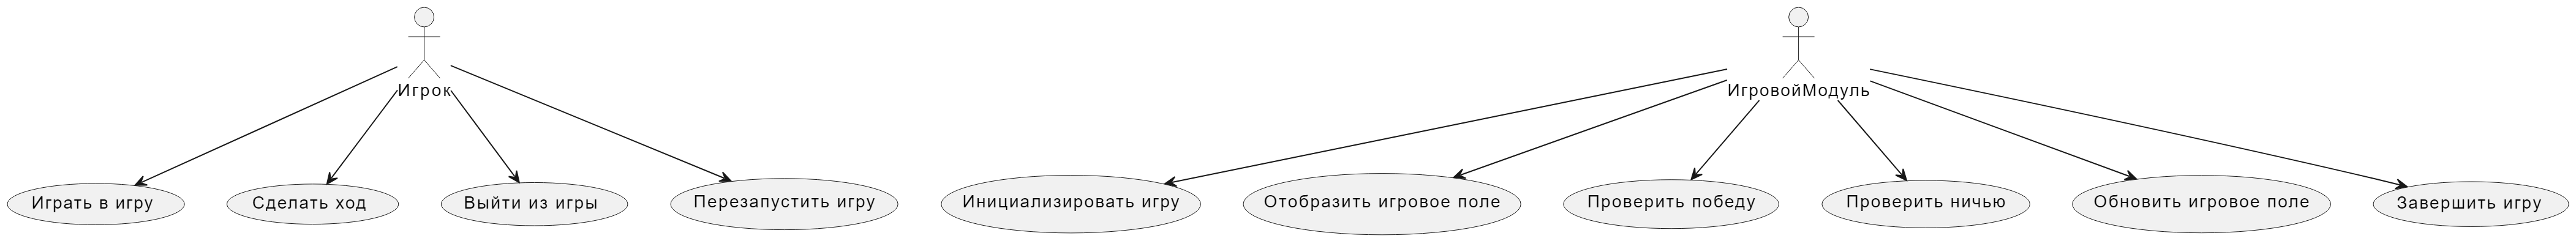 Игрок
ИгровойМодуль
Играть в игру
Сделать ход
Выйти из игры
Перезапустить игру
Инициализировать игру
Отобразить игровое поле
Проверить победу
Проверить ничью
Обновить игровое поле
Завершить игру